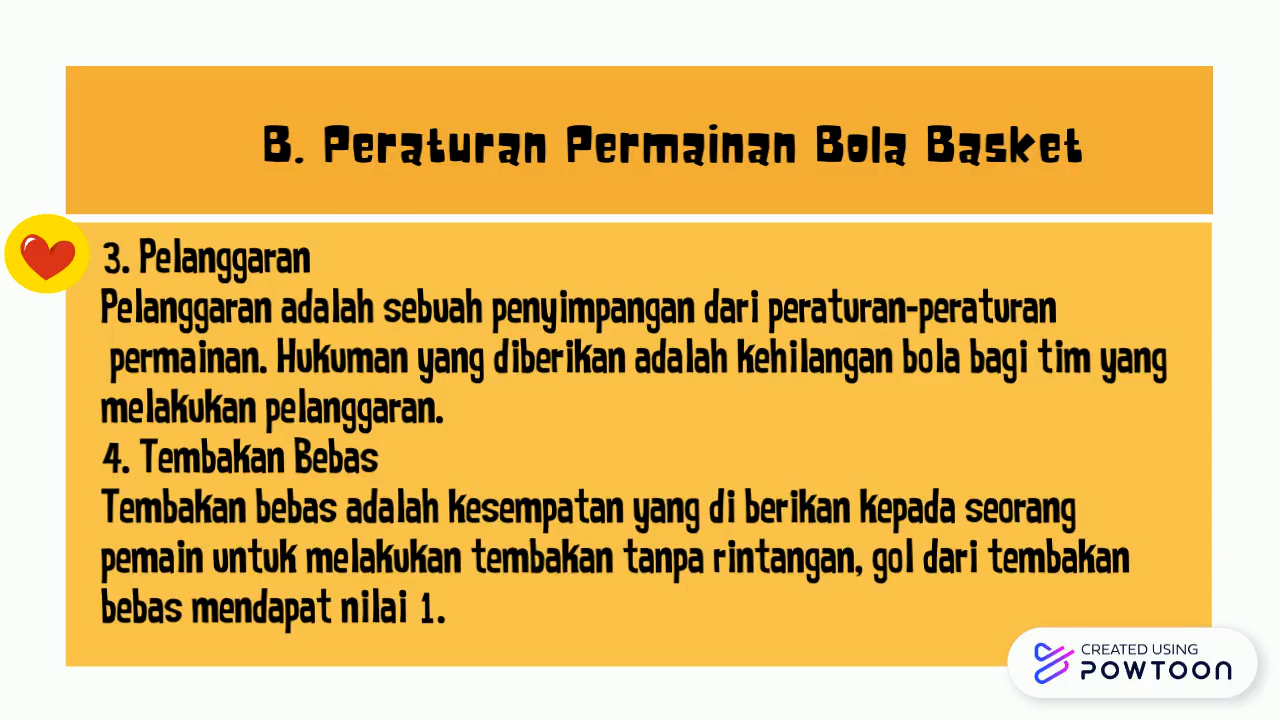 B. Peraturan Permainan Bola Basket
3. Pelanggaran
Pelanggaran adalah sebuah penyimpangan dari peraturan-peraturan
permainan. Hukuman yang diberikan adalah kehilangan bola bagi tim yang
melakukan pelanggaran.
4. Tembakan Bebas
Tembakan bebas adalah kesempatan yang di berikan kepada seorang
pemain untuk melakukan tembakan tanpa rintangan, gol dari tembakan
bebas mendapat nilai 1.
CREATED USING
POWTOON